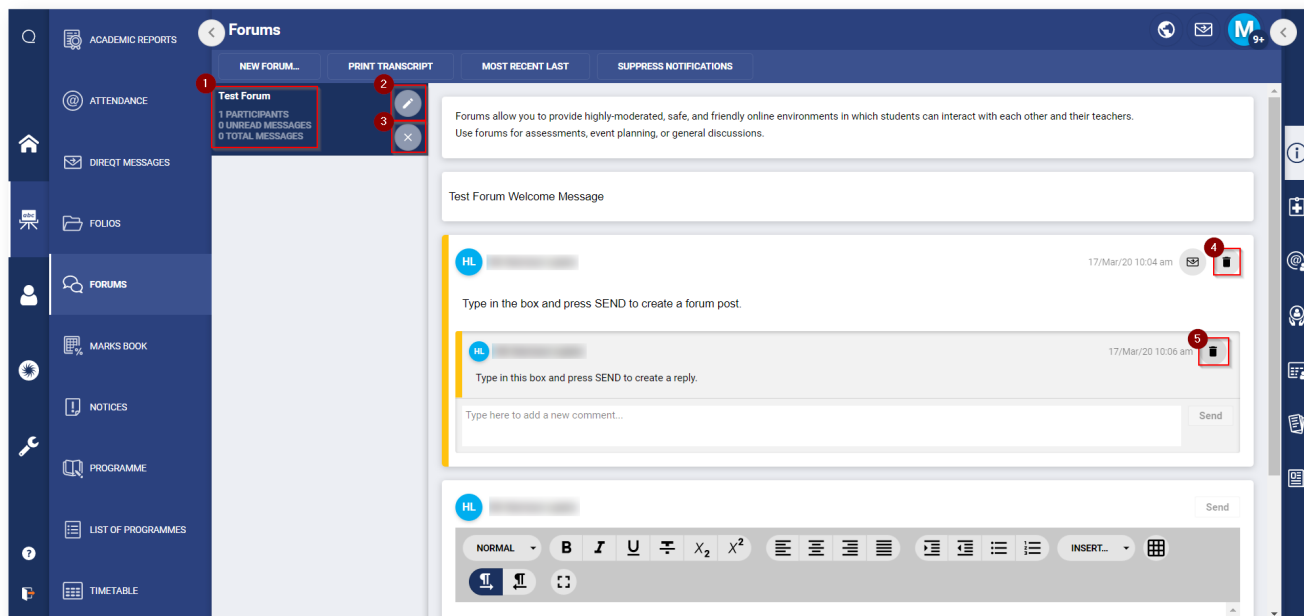 Forums
M
9+
ACADEMIC REPORTS
ATTENDANCE
DIREQT MESSAGES
abc
FOLIOS
FORUMS
MARKS BOOK
NOTICES
PROGRAMME
LIST OF PROGRAMMES
TIMETABLE
?
NEW FORUM...
PRINT TRANSCRIPT
MOST RECENT LAST
SUPPRESS NOTIFICATIONS
1
Test Forum
1 PARTICIPANTS
0 UNREAD MESSAGES
0 TOTAL MESSAGES
2
3
Forums allow you to provide highly-moderated, safe, and friendly online environments in which students can interact with each other and their teachers.
Use forums for assessments, event planning, or general discussions.
Test Forum Welcome Message
HL
17/Mar/20 10:04 am
4
Type in the box and press SEND to create a forum post.
HL
17/Mar/20 10:06 am
5
Type in this box and press SEND to create a reply.
Type here to add a new comment...
Send
HL
Send
NORMAL
B I U X2 X2
INSERT...